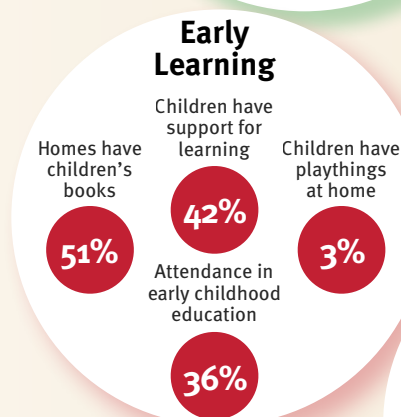 Early
Learning
Children have
support for
learning
42%
Homes have
children’s
books
51%
Children have
playthings
at home
3%
Attendance in
early childhood
education
36%